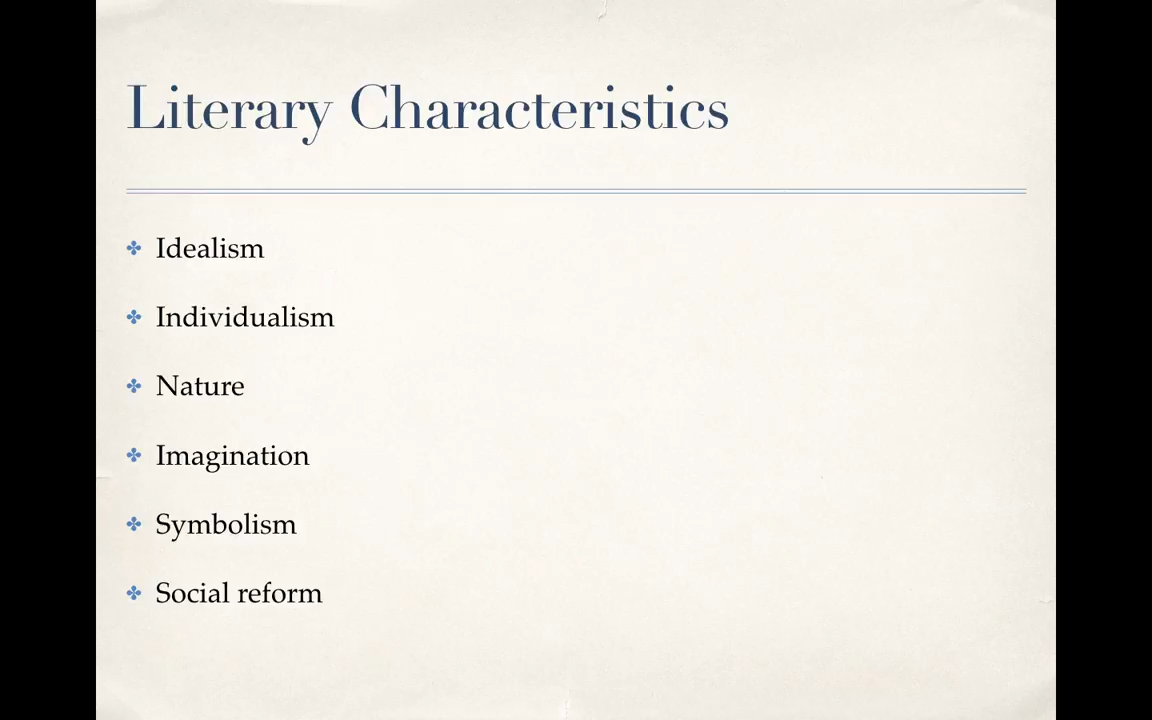 Literary Characteristics
✤ Idealism
✤ Individualism
✤ Nature
✤ Imagination
✤ Symbolism
✤ Social reform